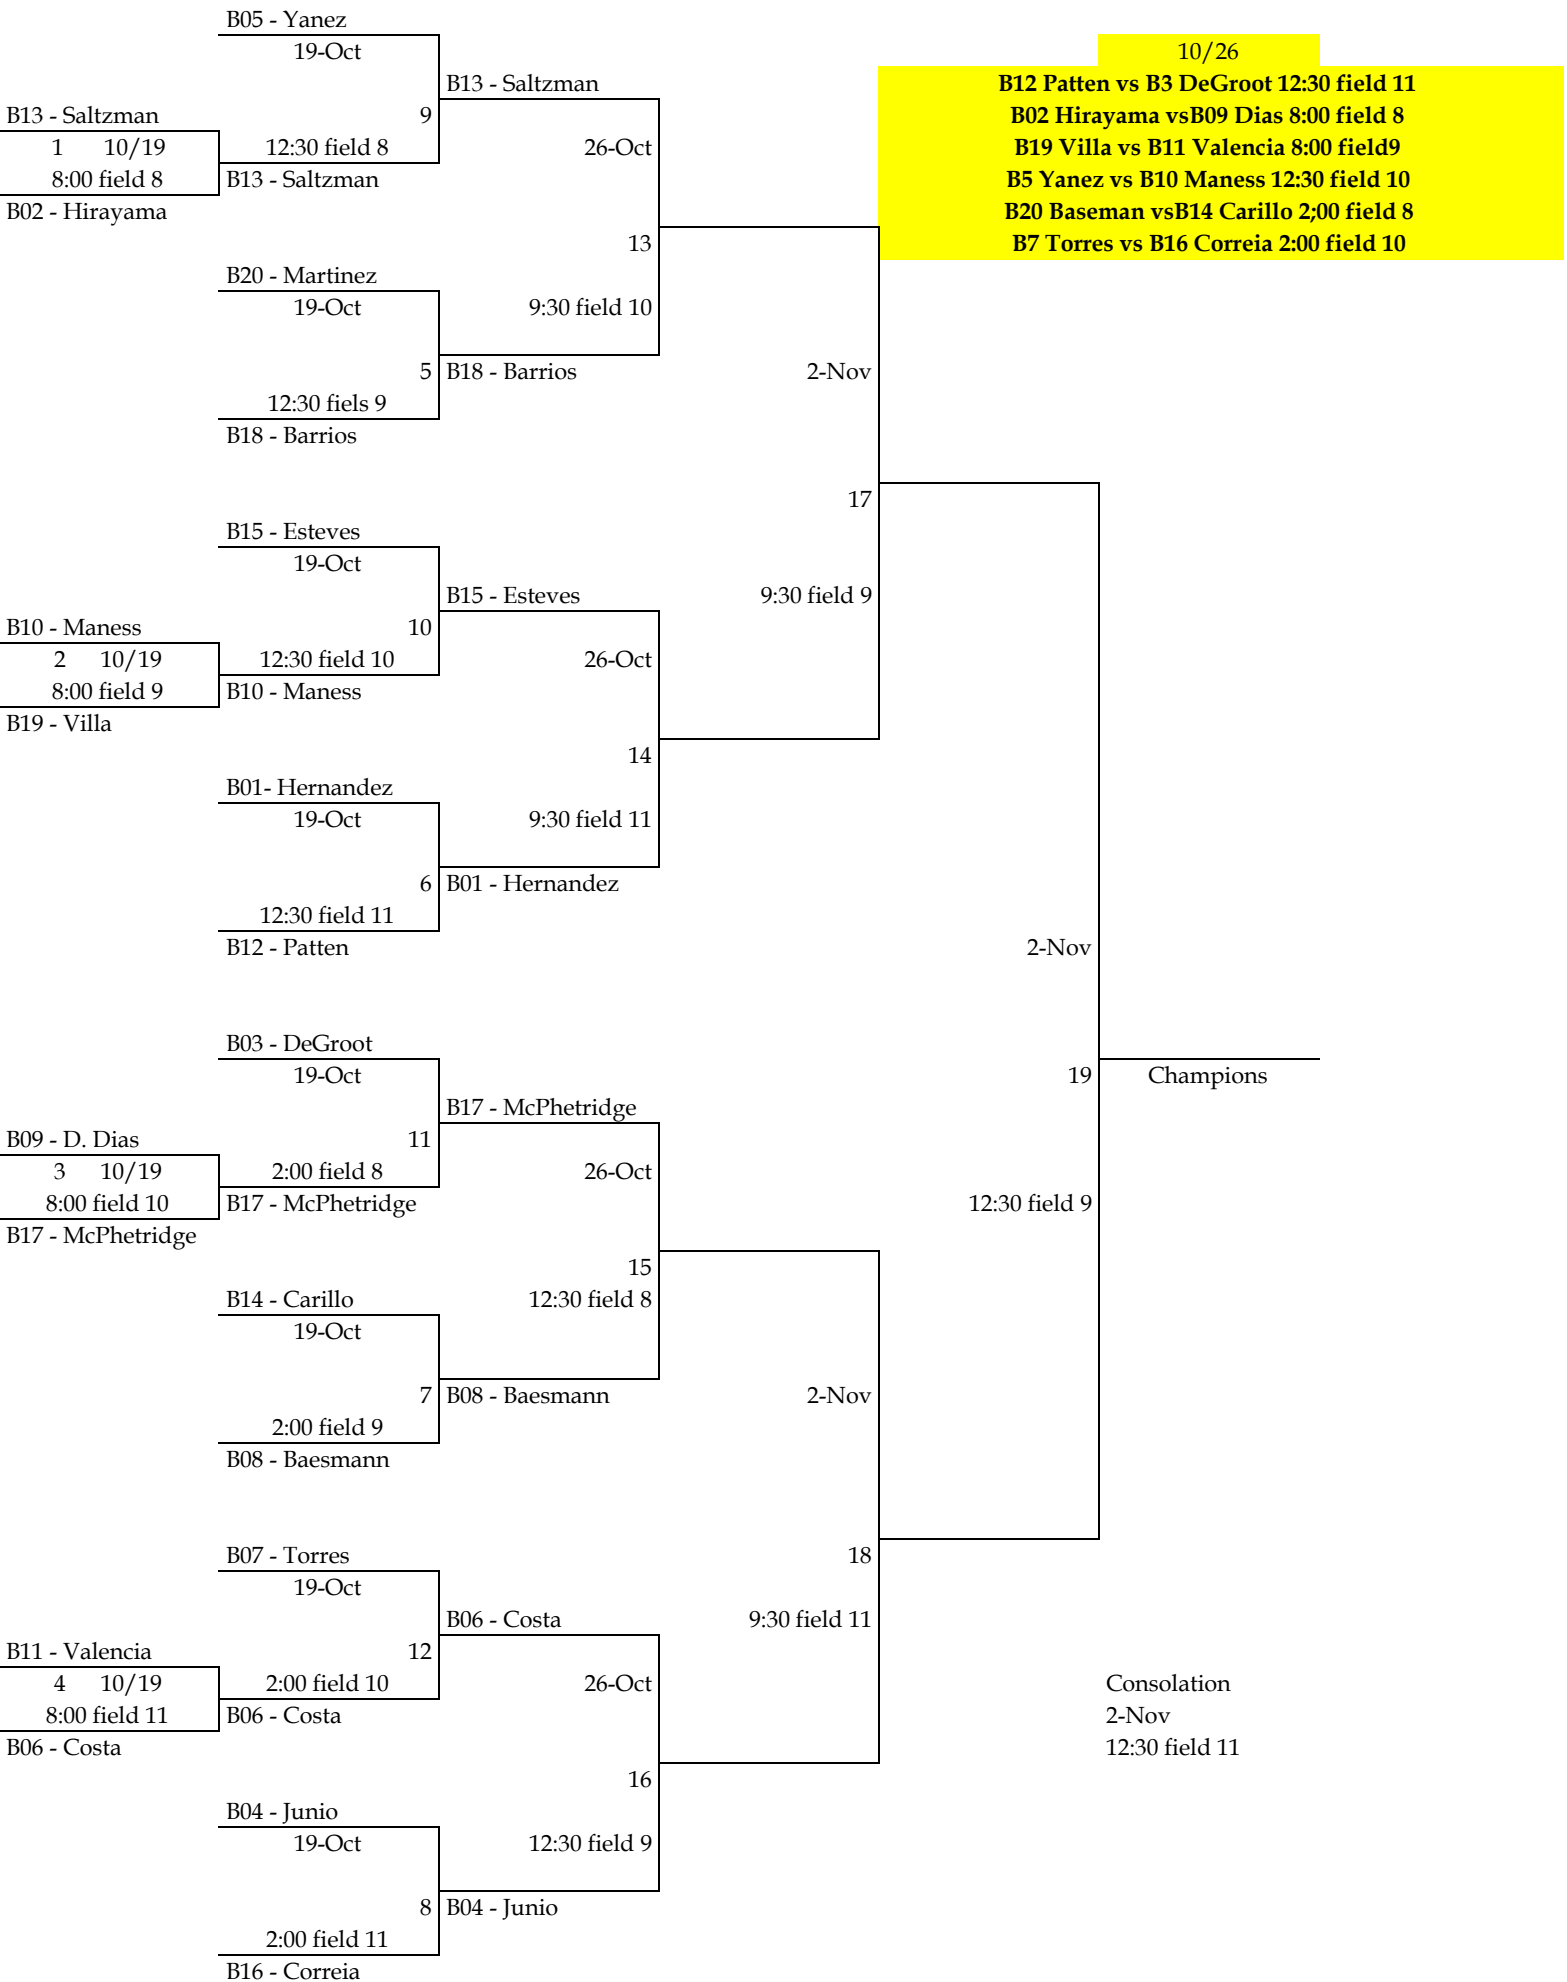 B05 - Yanez
19-Oct
10/26
B13 - Saltzman
B12 Patten vs B3 DeGroot 12:30 field 11
B13 - Saltzman
9
B02 Hirayama vsB09 Dias 8:00 field 8
1 10/19
12:30 field 8
26-Oct
B19 Villa vs B11 Valencia 8:00 field9
8:00 field 8
B13 - Saltzman
B5 Yanez vs B10 Maness 12:30 field 10
B02 - Hirayama
B20 Baseman vsB14 Carillo 2;00 field 8
13
B7 Torres vs B16 Correia 2:00 field 10
B20 - Martinez
19-Oct
9:30 field 10
5
B18 - Barrios
2-Nov
12:30 fiels 9
B18 - Barrios
17
B15 - Esteves
19-Oct
B15 - Esteves
9:30 field 9
B10 - Maness
10
2 10/19
12:30 field 10
26-Oct
8:00 field 9
B10 - Maness
B19 - Villa
14
B01- Hernandez
19-Oct
9:30 field 11
6
B01 - Hernandez
12:30 field 11
B12 - Patten
2-Nov
B03 - DeGroot
19-Oct
19
Champions
B17 - McPhetridge
B09 - D. Dias
11
3 10/19
2:00 field 8
26-Oct
8:00 field 10
B17 - McPhetridge
12:30 field 9
B17 - McPhetridge
15
B14 - Carillo
12:30 field 8
19-Oct
7
B08 - Baesmann
2-Nov
2:00 field 9
B08 - Baesmann
B07 - Torres
18
19-Oct
B06 - Costa
9:30 field 11
B11 - Valencia
12
4 10/19
2:00 field 10
26-Oct
Consolation
8:00 field 11
B06 - Costa
2-Nov
B06 - Costa
12:30 field 11
16
B04 - Junio
19-Oct
12:30 field 9
8
B04 - Junio
2:00 field 11
B16 - Correia